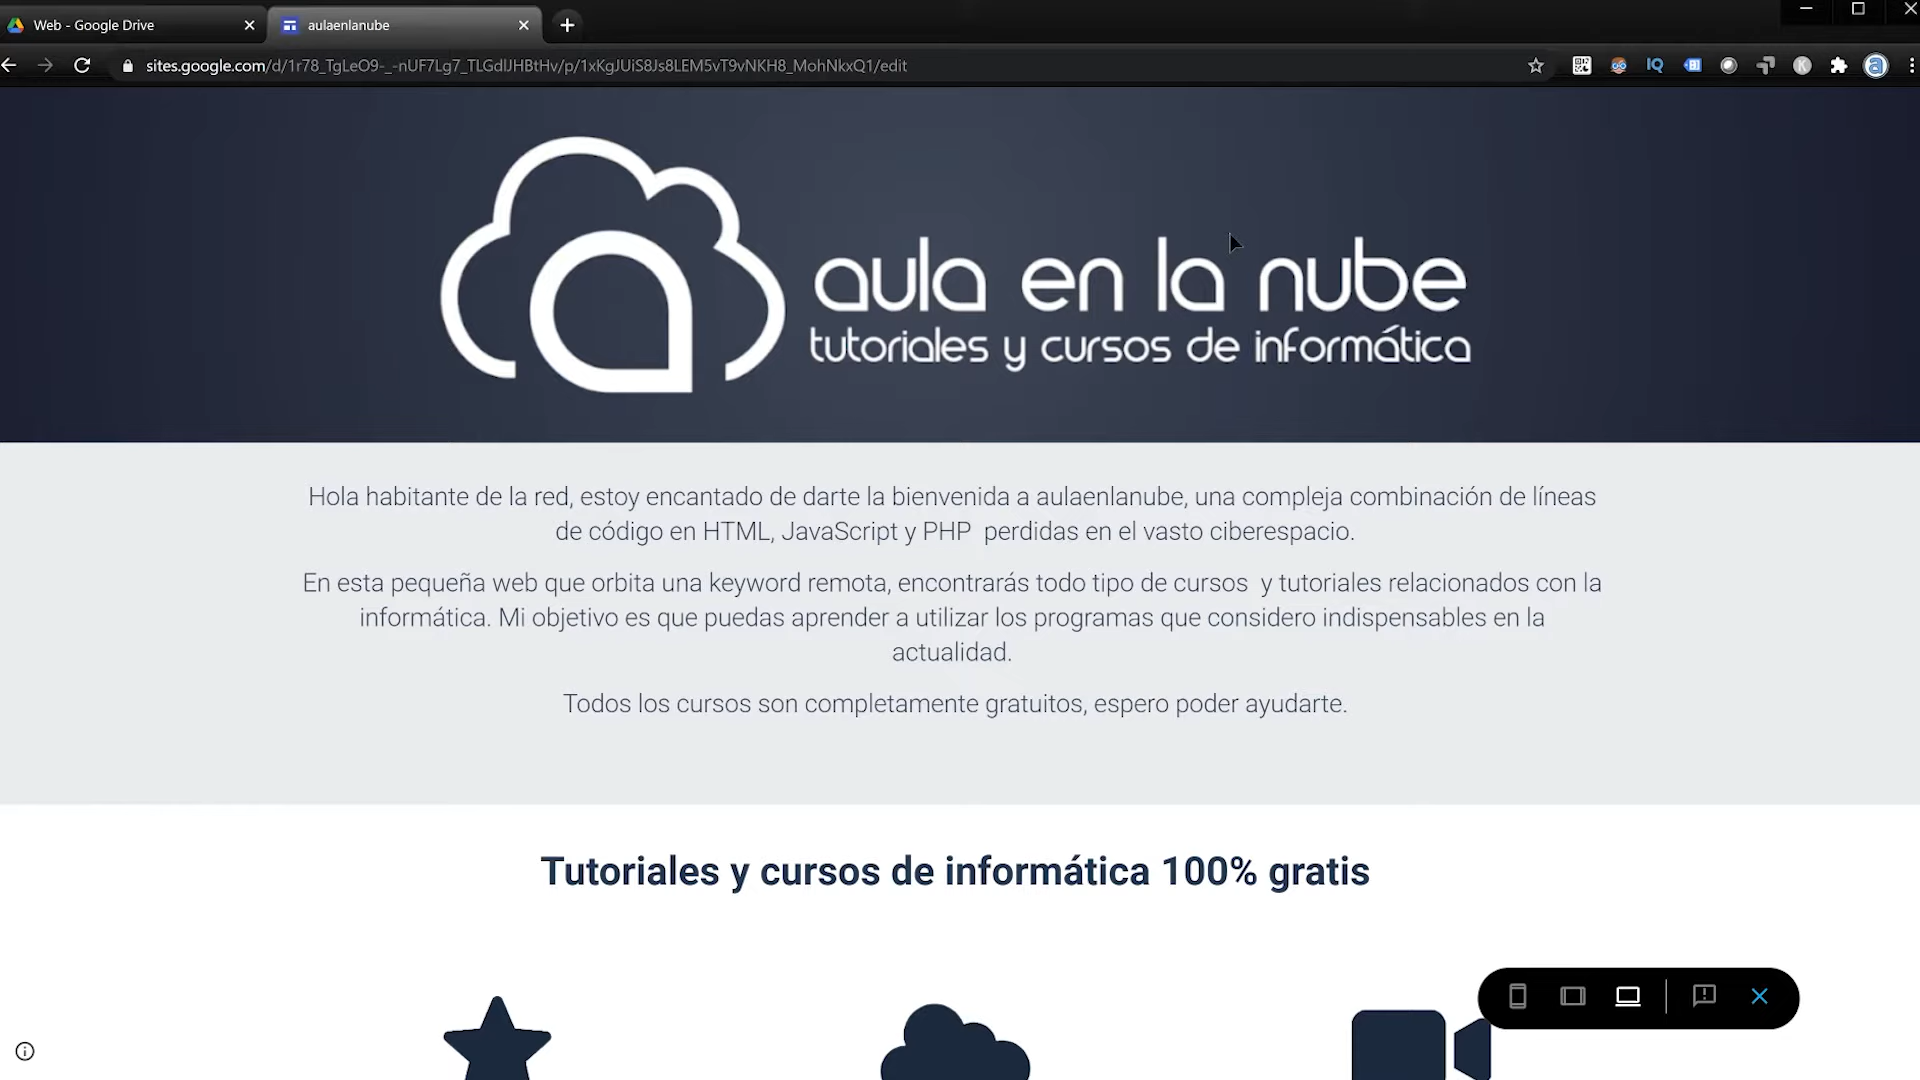 Web - Google Drive
aulaenlanube
sites.google.com/d/1r78_TgLeO9-_-nUF7Lg7_TLGdlJHBtHv/p/1xKgJUiS8Js8LEM5vT9vNKH8_MohNkxQ1/edit
aula en la nube
tutoriales y cursos de informática
Hola habitante de la red, estoy encantado de darte la bienvenida a aulaenlanube, una compleja combinación de líneas
de código en HTML, JavaScript y PHP perdidas en el vasto ciberespacio.
En esta pequeña web que orbita una keyword remota, encontrarás todo tipo de cursos y tutoriales relacionados con la
informática. Mi objetivo es que puedas aprender a utilizar los programas que considero indispensables en la
actualidad.
Todos los cursos son completamente gratuitos, espero poder ayudarte.
Tutoriales y cursos de informática 100% gratis